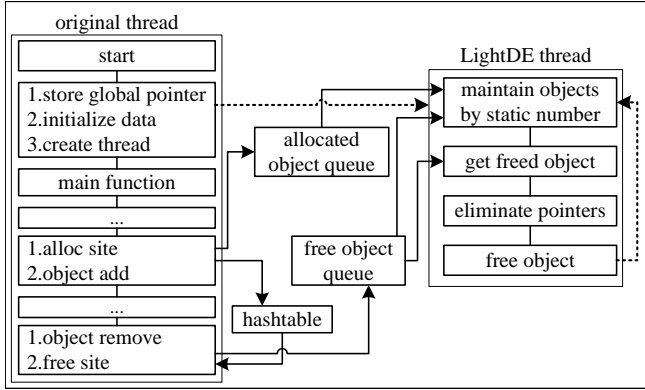 original thread
start
1.store global pointer
2.initialize data
3.create thread
main function
...
1.alloc site
2.object add
...
1.object remove
2.free site
allocated
object queue
free object
queue
hashtable
LightDE thread
maintain objects
by static number
get freed object
eliminate pointers
free object